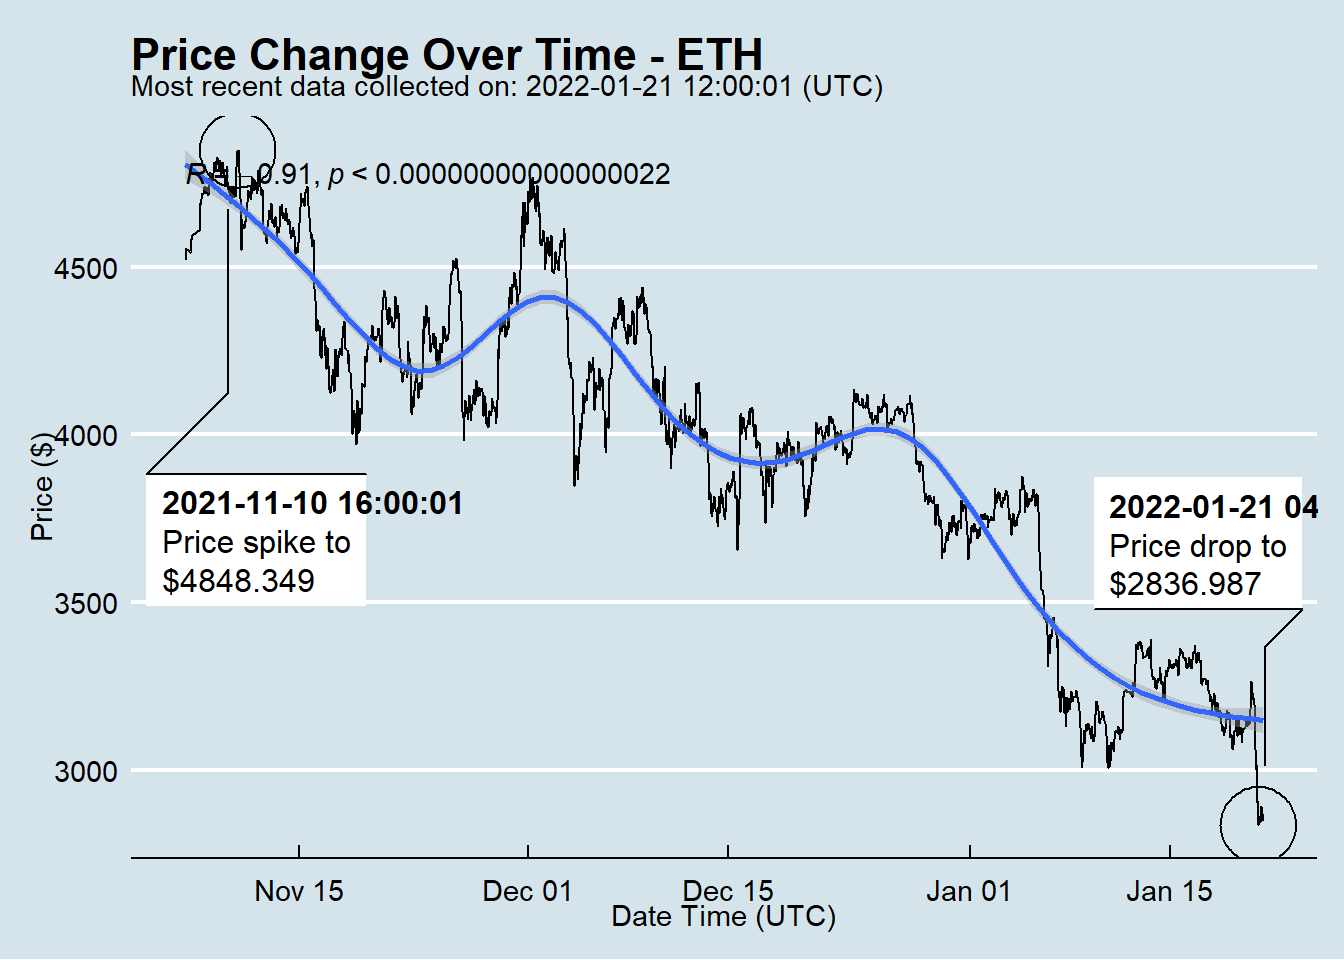 Price Change Over Time - ETH
Most recent data collected on: 2022-01-21 12:00:01 (UTC)
R = −0.91, p < 0.00000000000000022
4500
4000
3500
3000
Price ($)
2021-11-10 16:00:01
Price spike to
$4848.349
2022-01-21 04
Price drop to
$2836.987
Nov 15
Dec 01
Dec 15
Jan 01
Jan 15
Date Time (UTC)